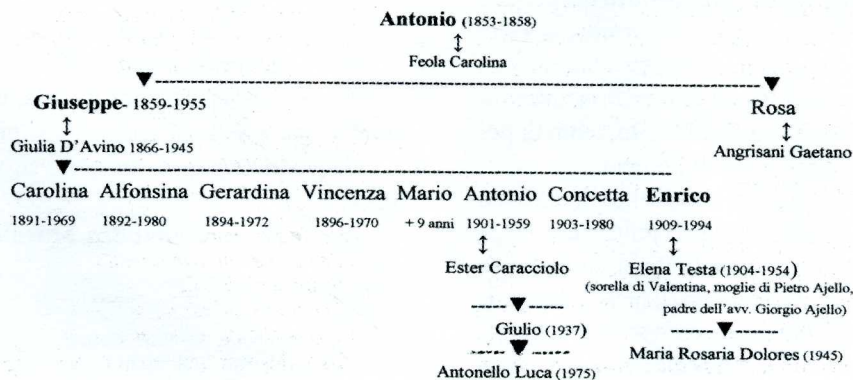 Antonio (1853-1858)
Feola Carolina
Giuseppe- 1859-1955 Rosa
Giulia D'Avino 1866-1945 Angrisani Gaetano
Carolina Alfonsina Gerardina Vincenza Mario Antonio Concetta Enrico
1891-1969 1892-1980 1894-1972 1896-1970 + 9 anni 1901-1959 1903-1980 1909-1994
Ester Caracciolo Elena Testa (1904-1954)
(sorella di Valentina, moglie di Pietro Ajello,
padre dell'avv. Giorgio Ajello)
Giulio (1937)
Maria Rosaria Dolores (1945)
Antonello Luca (1975)